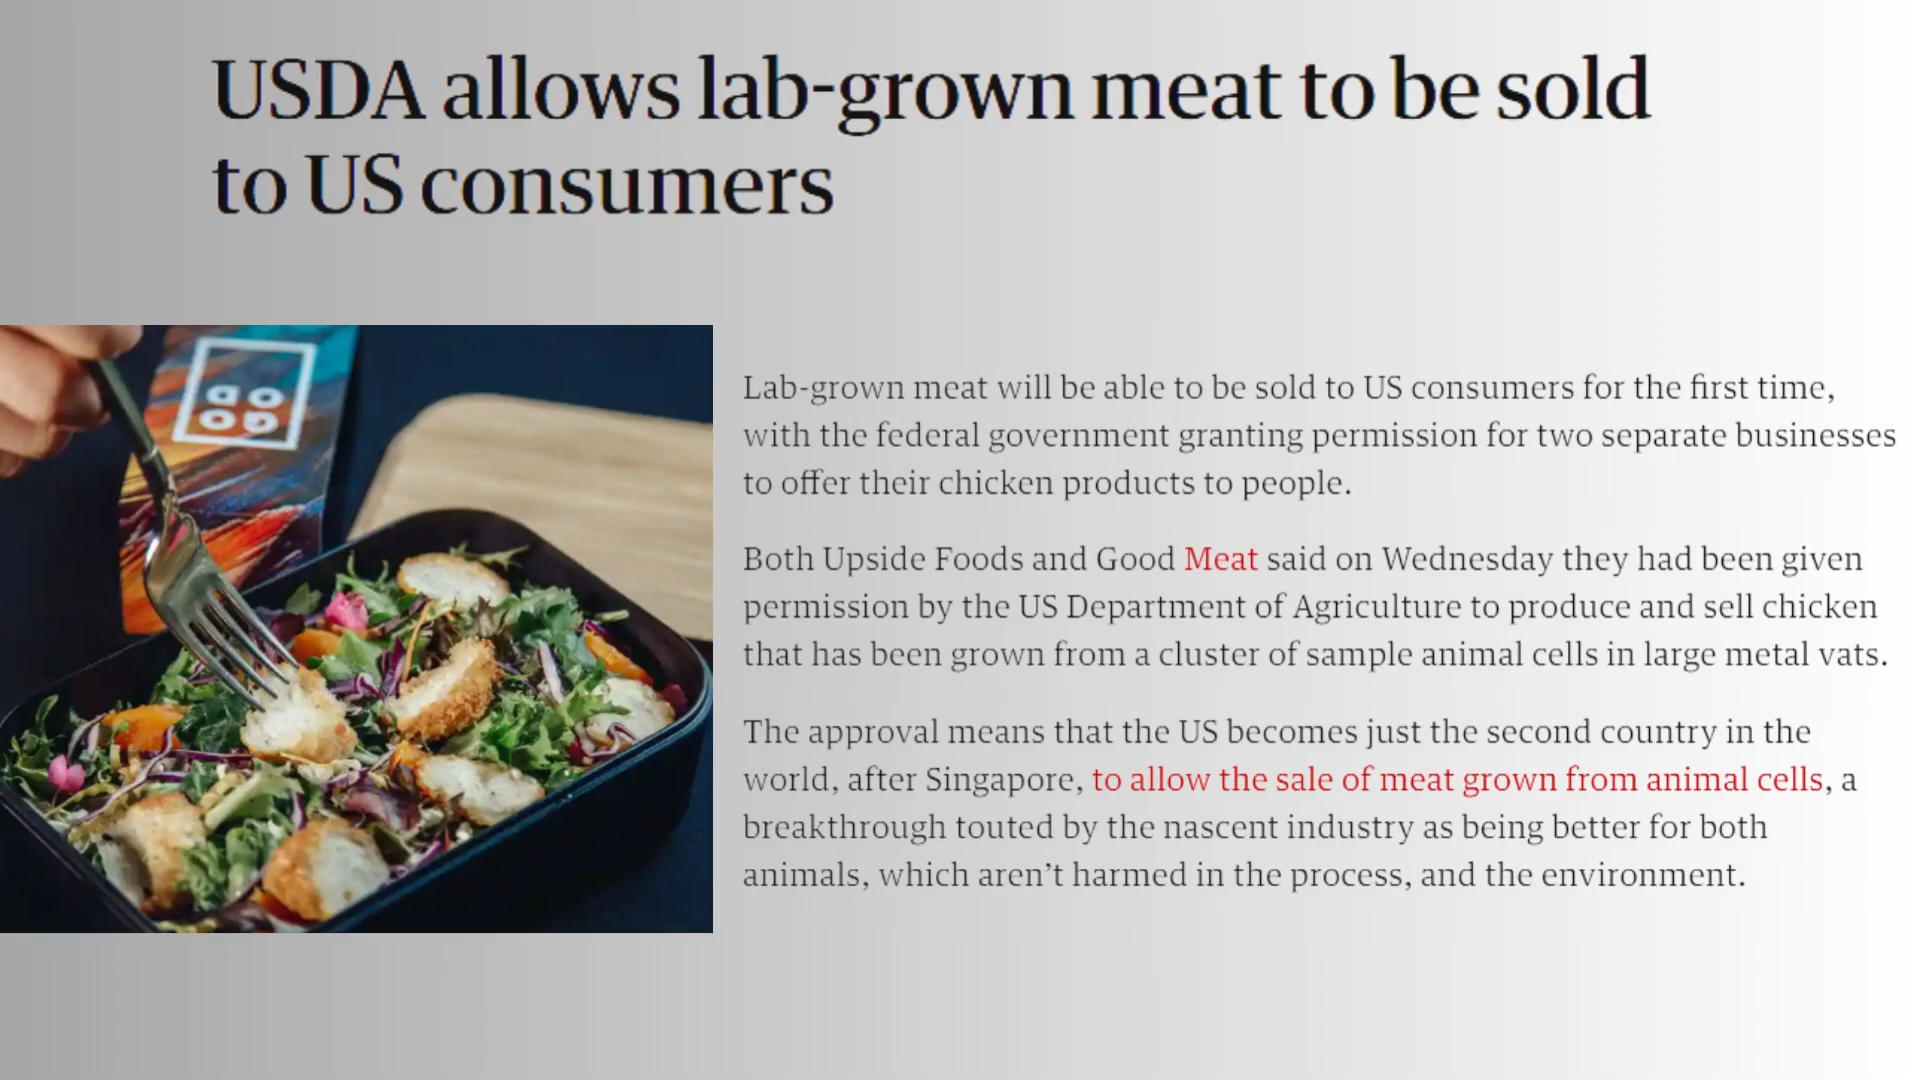 USDA allows lab-grown meat to be sold
to US consumers
GOOD
Lab-grown meat will be able to be sold to US consumers for the first time,
with the federal government granting permission for two separate businesses
to offer their chicken products to people.
Both Upside Foods and Good Meat said on Wednesday they had been given
permission by the US Department of Agriculture to produce and sell chicken
that has been grown from a cluster of sample animal cells in large metal vats.
The approval means that the US becomes just the second country in the
world, after Singapore, to allow the sale of meat grown from animal cells, a
breakthrough touted by the nascent industry as being better for both
animals, which aren’t harmed in the process, and the environment.